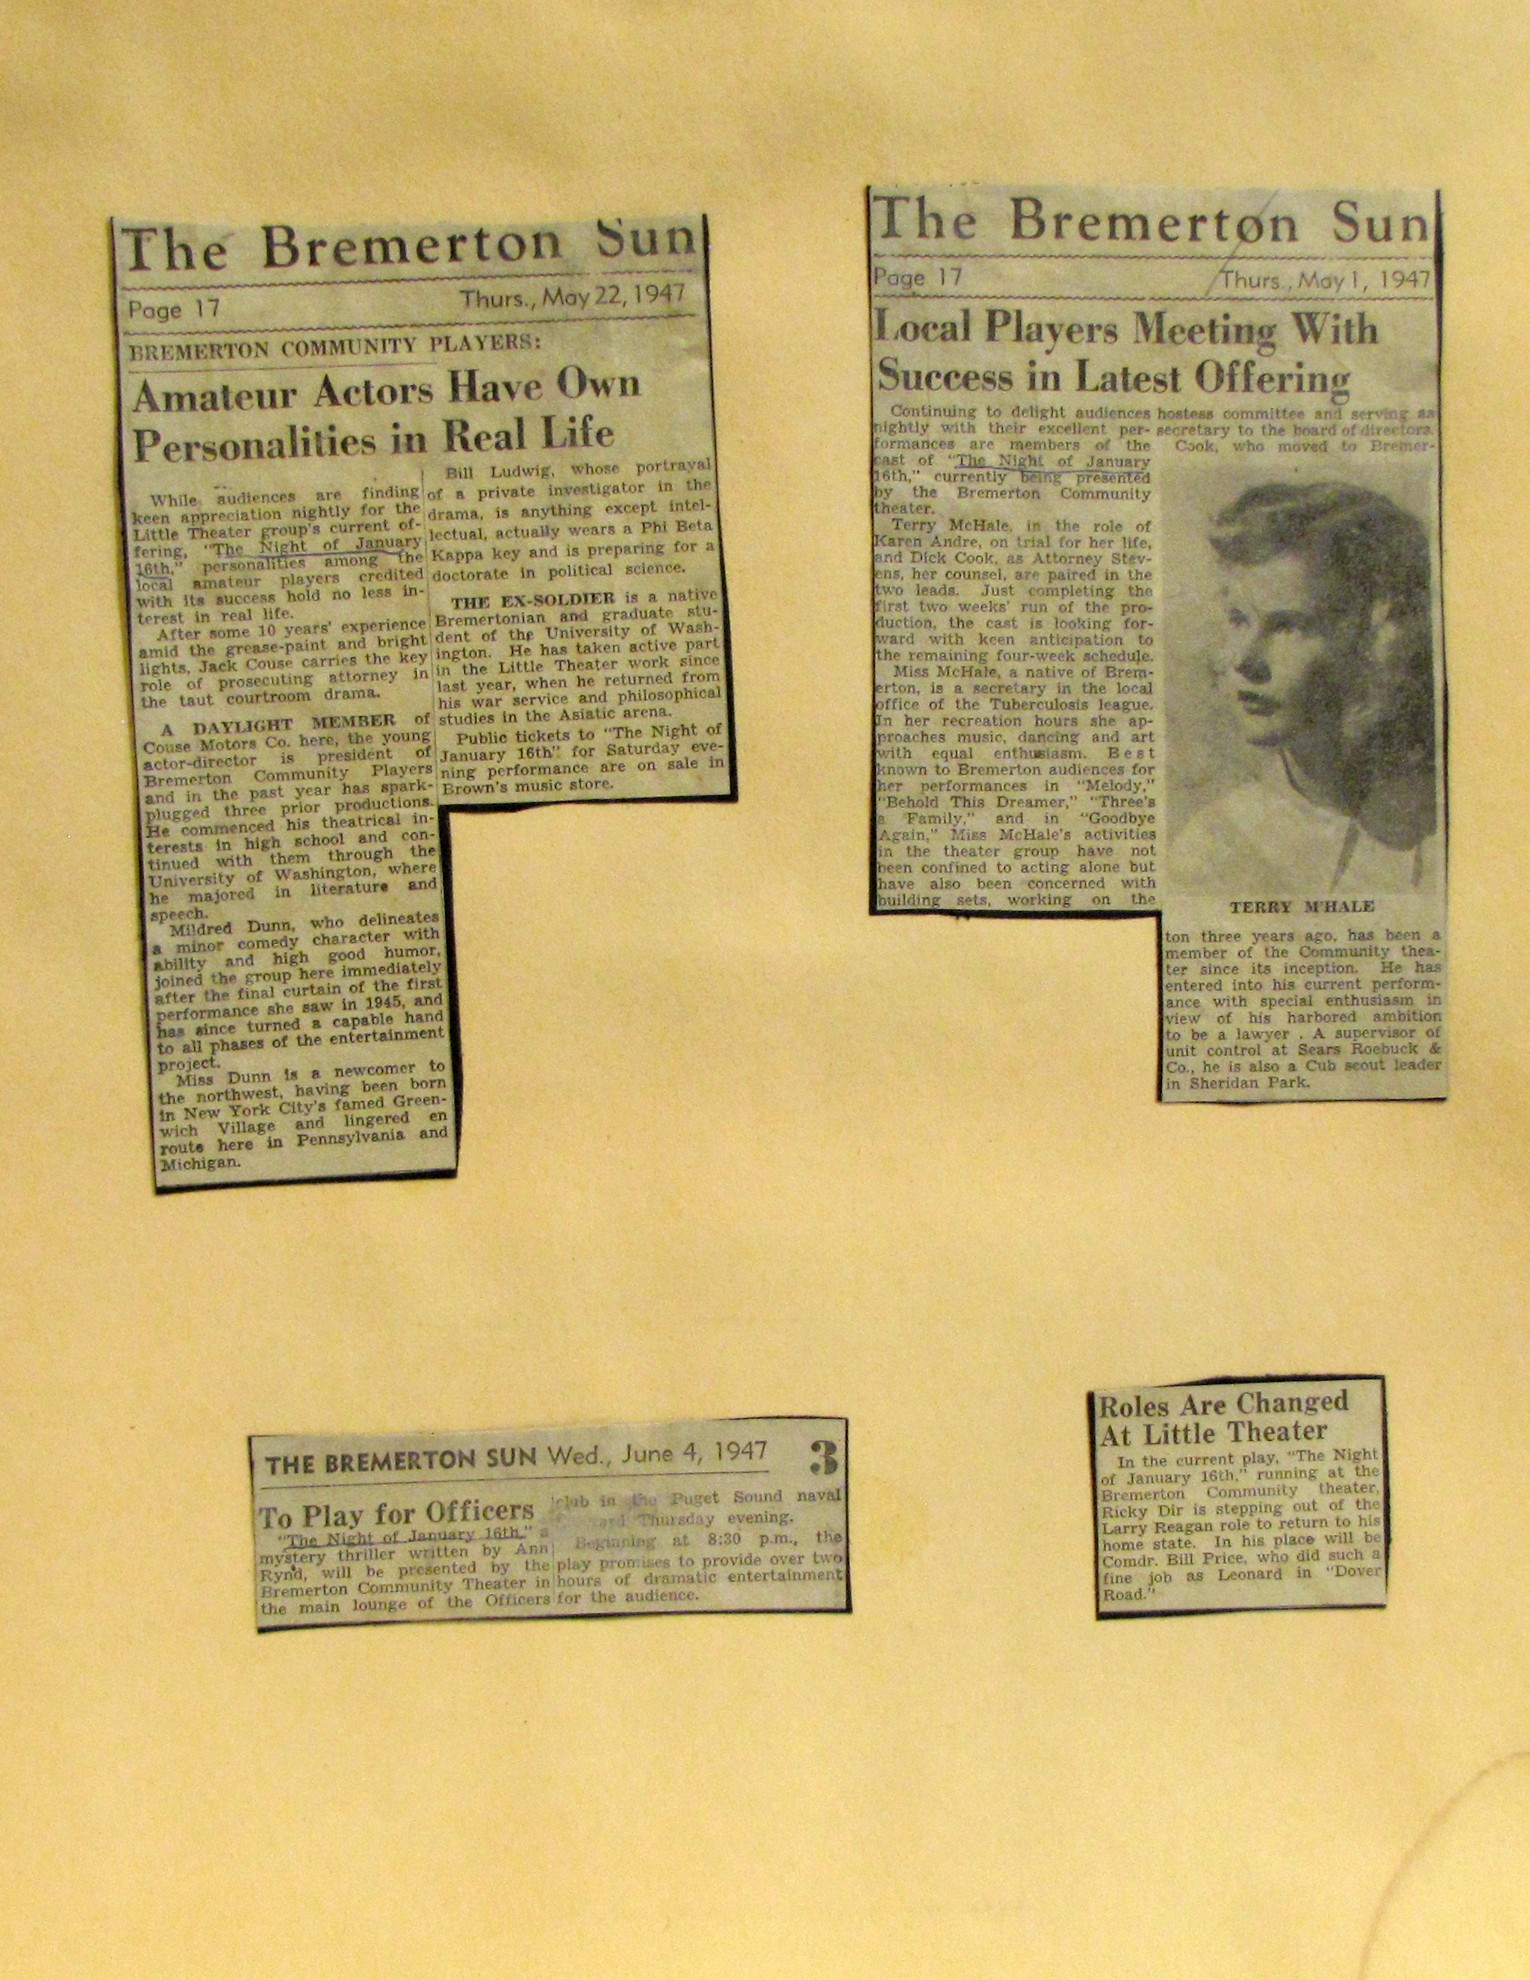 The Bremerton Sun
Page 17 Thurs., May 22, 1947
BREMERTON COMMUNITY PLAYERS:
Amateur Actors Have Own
Personalities in Real Life
While audiences are finding
keen appreciation nightly for the
Little Theater group's current of-
fering, "The Night of January
16th," personalities among the
local amateur players credited
with its success hold no less in-
terest in real life.
After some 10 years' experience
amid the grease-paint and bright
lights, Jack Couse carries the key
role of prosecuting attorney in
the taut courtroom drama.
A DAYLIGHT MEMBER of
Couse Motors Co. here, the young
actor-director is president of
Bremerton Community Players
and in the past year has spark-
plugged three prior productions.
He commenced his theatrical in-
terests in high school and con-
tinued with them through the
University of Washington, where
he majored in literature and
speech.
Mildred Dunn, who delineates
a minor comedy character with
ability and high good humor,
joined the group here immediately
after the final curtain of the first
performance she saw in 1945, and
has since turned a capable hand
to all phases of the entertainment
project.
Miss Dunn is a newcomer to
the northwest, having been born
in New York City's famed Green-
wich Village and lingered en
route here in Pennsylvania and
Michigan.
Bill Ludwig, whose portrayal
of a private investigator in the
drama, is anything except intel-
lectual, actually wears a Phi Beta
Kappa key and is preparing for a
doctorate in political science.
THE EX-SOLDIER is a native
Bremertonian and graduate stu-
dent of the University of Wash-
ington. He has taken active part
in the Little Theater work since
last year, when he returned from
his war service and philosophical
studies in the Asiatic arena.
Public tickets to "The Night of
January 16th" for Saturday eve-
ning performance are on sale in
Brown's music store.
The Bremerton Sun
Page 17 Thurs., May 1, 1947
Local Players Meeting With
Success in Latest Offering
Continuing to delight audiences
nightly with their excellent per-
formances are members of the
cast of "The Night of January
16th," currently being presented
by the Bremerton Community
theater.
Terry McHale, in the role of
Karen Andre, on trial for her life,
and Dick Cook, as Attorney Stev-
ens, her counsel, are paired in the
two leads. Just completing the
first two weeks' run of the pro-
duction, the cast is looking for-
ward with keen anticipation to
the remaining four-week schedule.
Miss McHale, a native of Brem-
erton, is a secretary in the local
office of the Tuberculosis league.
In her recreation hours she ap-
proaches music, dancing and art
with equal enthusiasm. Best
known to Bremerton audiences for
her performances in "Melody,"
"Behold This Dreamer," "Three's
a Family," and in "Goodbye
Again," Miss McHale's activities
in the theater group have not
been confined to acting alone but
have also been concerned with
building sets, working on the
hostess committee and serving as
secretary to the board of directors.
Cook, who moved to Bremer-
TERRY M'HALE
ton three years ago, has been a
member of the Community thea-
ter since its inception. He has
entered into his current perform-
ance with special enthusiasm in
view of his harbored ambition
to be a lawyer . A supervisor of
unit control at Sears Roebuck &
Co., he is also a Cub scout leader
in Sheridan Park.
THE BREMERTON SUN Wed., June 4, 1947 3
To Play for Officers
"The Night of January 16th," a
mystery thriller written by Ann
Rynd, will be presented by the
Bremerton Community Theater in
the main lounge of the Officers
club in the Puget Sound naval
Thursday evening.
Beginning at 8:30 p.m., the
play promises to provide over two
hours of dramatic entertainment
for the audience.
Roles Are Changed
At Little Theater
In the current play, "The Night
of January 16th," running at the
Bremerton Community theater,
Ricky Dir is stepping out of the
Larry Reagan role to return to his
home state. In his place will be
Comdr. Bill Price, who did such a
fine job as Leonard in "Dover
Road."